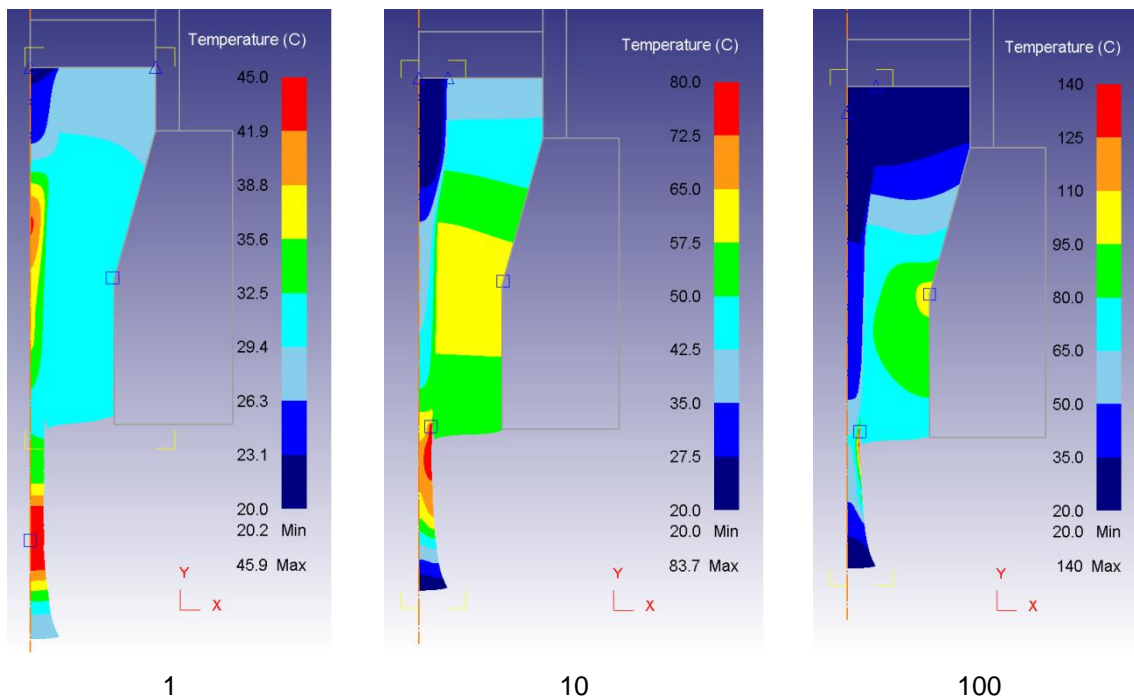 Temperature (C)
45.0
41.9
38.8
35.6
32.5
29.4
26.3
23.1
20.0
20.2 Min
45.9 Max
Y
X
1
Temperature (C)
80.0
72.5
65.0
57.5
50.0
42.5
35.0
27.5
20.0
20.0 Min
83.7 Max
Y
X
10
Temperature (C)
140
125
110
95.0
80.0
65.0
50.0
35.0
20.0
20.0 Min
140 Max
Y
X
100